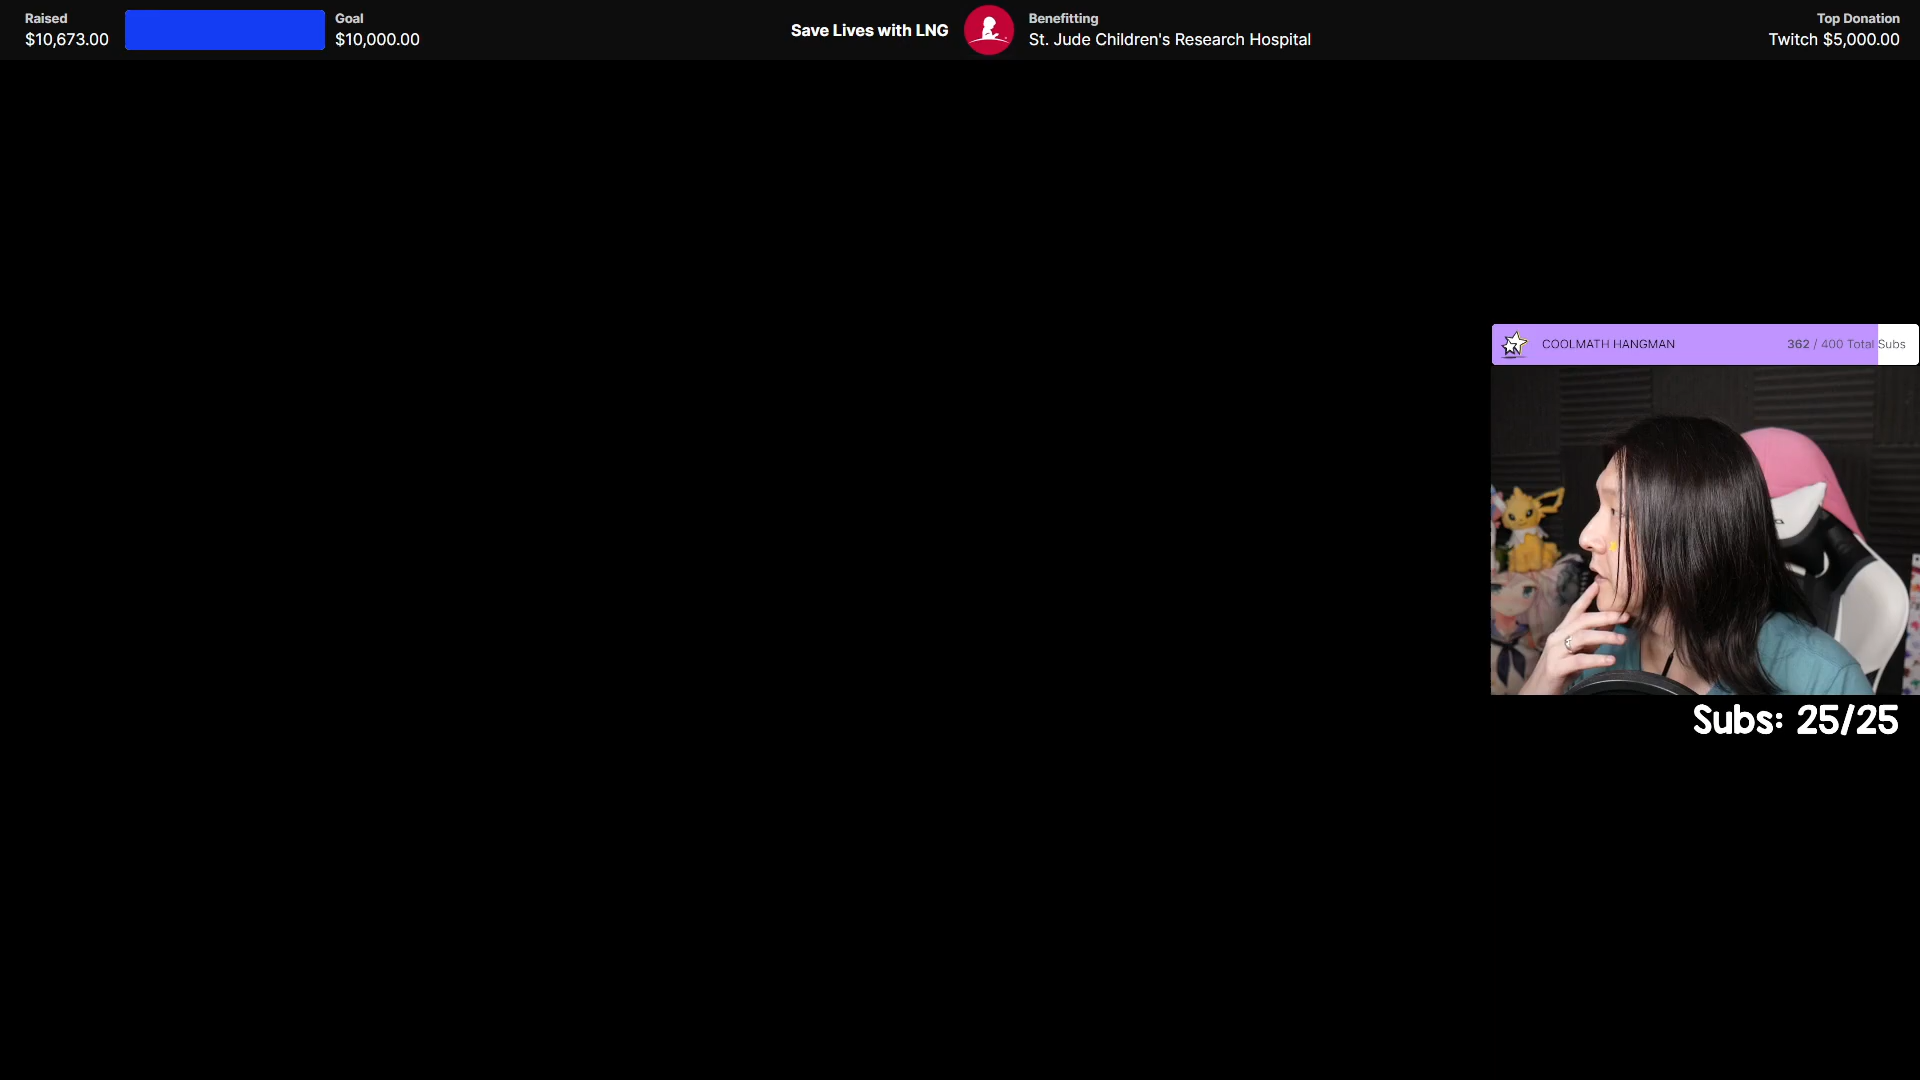 Raised
$10,673.00
Goal
$10,000.00
Save Lives with LNG
Benefitting
St. Jude Children's Research Hospital
Top Donation
Twitch $5,000.00
COOLMATH HANGMAN
362 / 400 Total Subs
Subs: 25/25